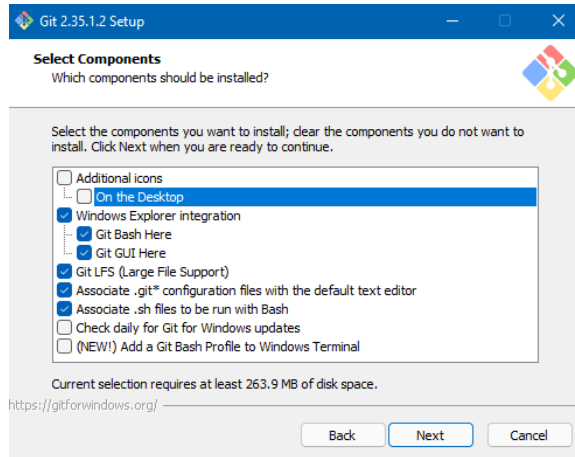 Git 2.35.1.2 Setup
Select Components
Which components should be installed?
Select the components you want to install; clear the components you do not want to
install. Click Next when you are ready to continue.
Additional icons
On the Desktop
Windows Explorer integration
Git Bash Here
Git GUI Here
Git LFS (Large File Support)
Associate .git* configuration files with the default text editor
Associate .sh files to be run with Bash
Check daily for Git for Windows updates
(NEW!) Add a Git Bash Profile to Windows Terminal
Current selection requires at least 263.9 MB of disk space.
https://gitforwindows.org/
Back Next Cancel